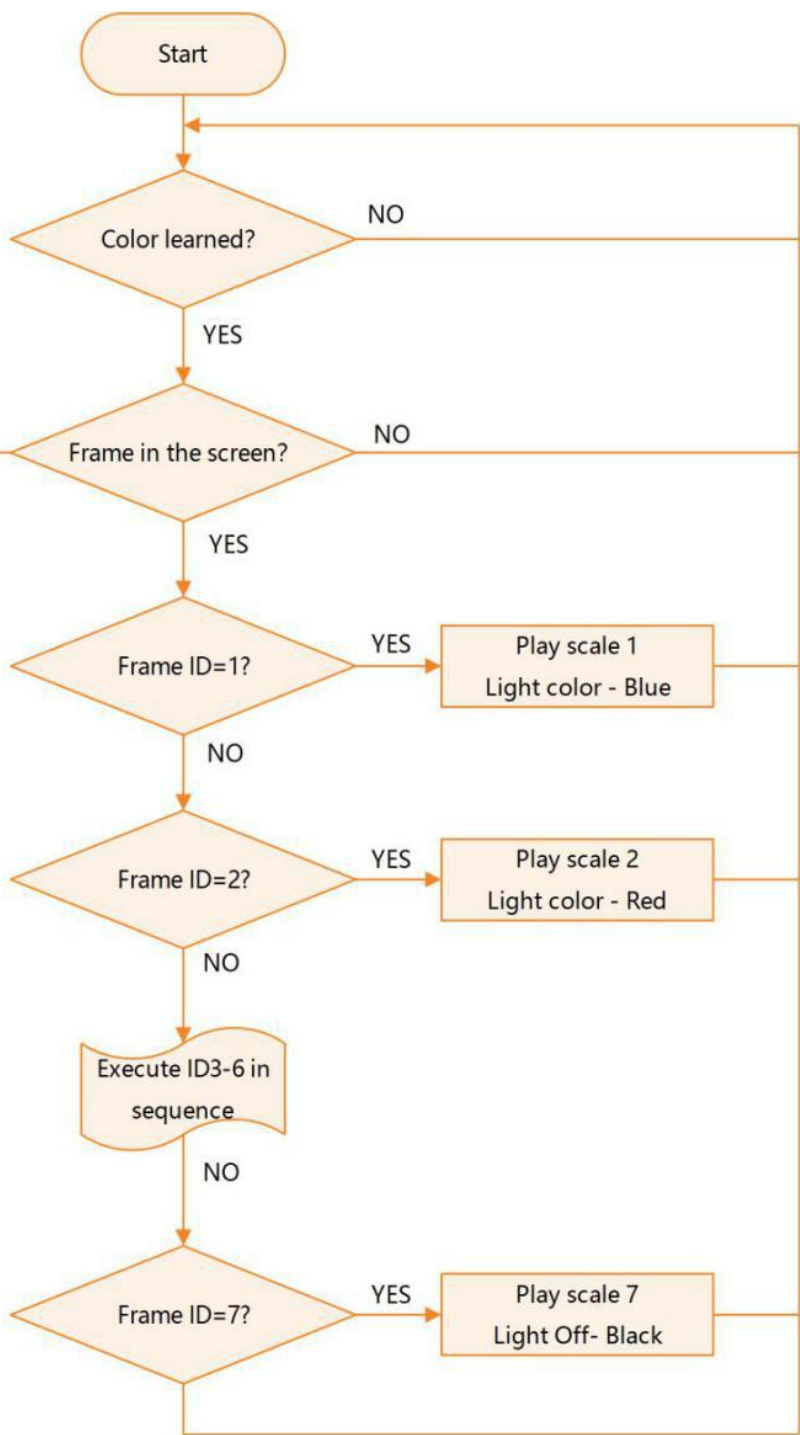 Start
Color learned?
NO
YES
Frame in the screen?
NO
YES
Frame ID=1?
YES
Play scale 1
Light color - Blue
NO
Frame ID=2?
YES
Play scale 2
Light color - Red
NO
Execute ID3-6 in
sequence
NO
Frame ID=7?
YES
Play scale 7
Light Off- Black